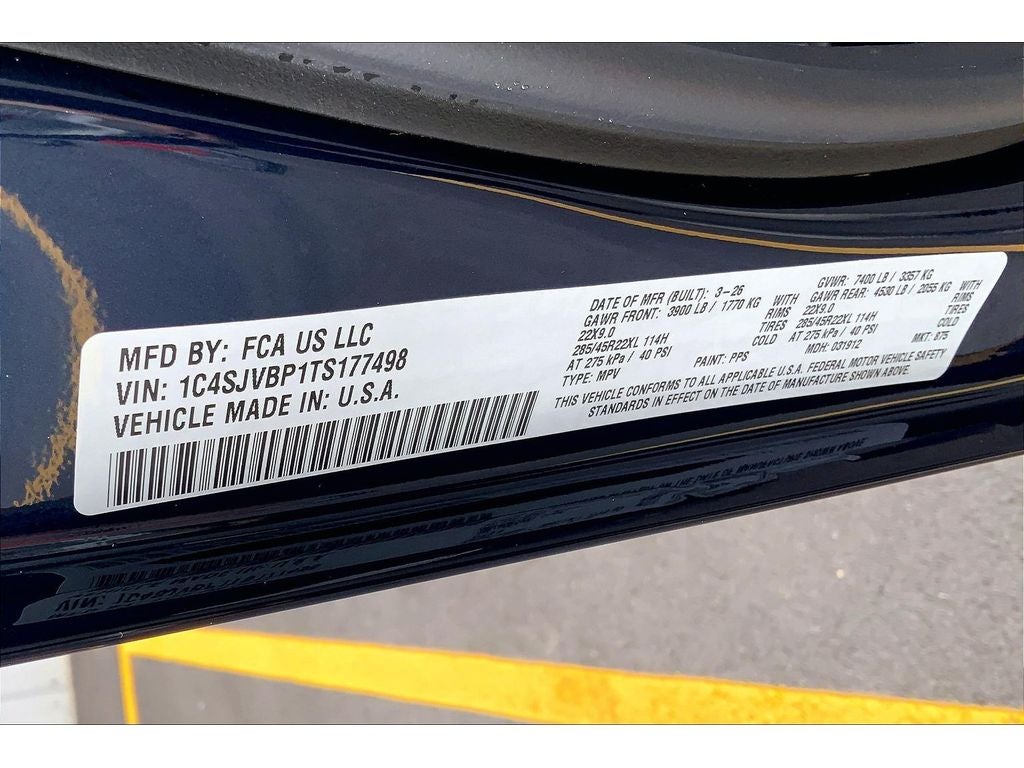 MFD BY: FCA US LLC
VIN: 1C4SJVBP1TS177498
VEHICLE MADE IN: U.S.A.
DATE OF MFR (BUILT): 3-26 GVWR: 7400 LB / 3357 KG
GAWR FRONT: 3900 LB / 1770 KG WITH GAWR REAR: 4530 LB / 2055 KG WITH
22X9.0 RIMS 22X9.0 RIMS
285/45R22XL 114H TIRES 285/45R22XL 114H TIRES
AT 275 kPa / 40 PSI COLD AT 275 kPa / 40 PSI COLD
TYPE: MPV PAINT: PPS MDH: 031912 MKT: 875
THIS VEHICLE CONFORMS TO ALL APPLICABLE U.S.A. FEDERAL MOTOR VEHICLE SAFETY
STANDARDS IN EFFECT ON THE DATE OF MANUFACTURE SHOWN ABOVE